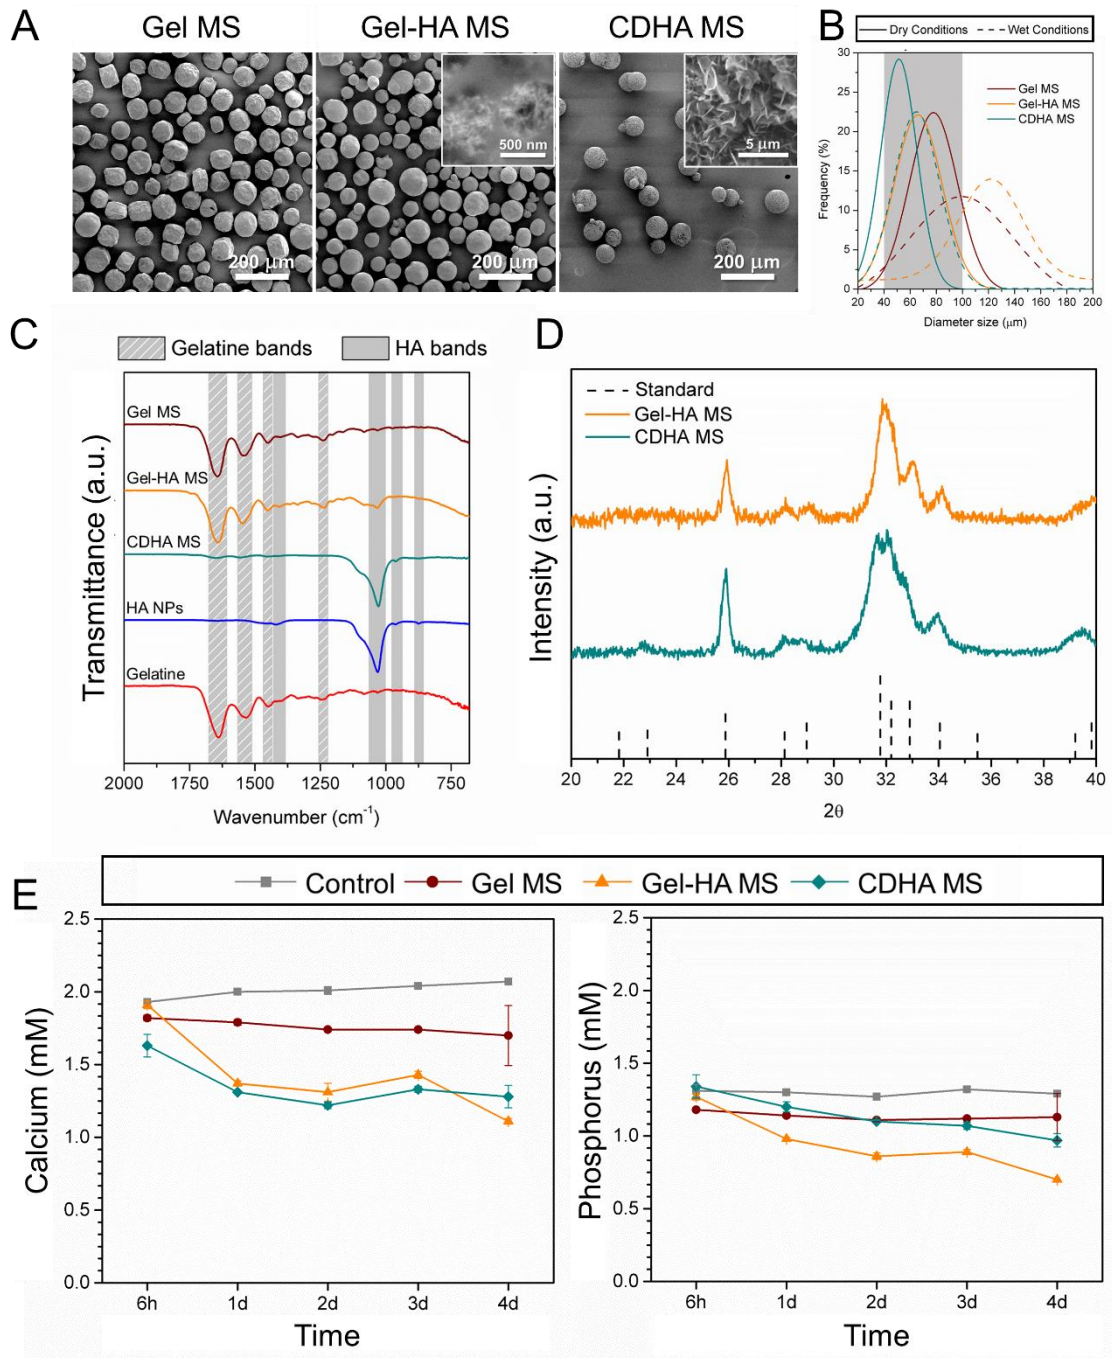 A
Gel MS
Gel-HA MS
CDHA MS
200 μm
500 nm
200 μm
5 μm
200 μm
B
Dry Conditions
Wet Conditions
Gel MS
Gel-HA MS
CDHA MS
Frequency (%)
30
25
20
15
10
5
0
20 40 60 80 100 120 140 160 180 200
Diameter size (μm)
C
Gelatine bands
HA bands
Transmittance (a.u.)
Gel MS
Gel-HA MS
CDHA MS
HA NPs
Gelatine
2000 1750 1500 1250 1000 750
Wavenumber (cm⁻¹)
D
Standard
Gel-HA MS
CDHA MS
Intensity (a.u.)
20 22 24 26 28 30 32 34 36 38 40
2θ
E
Control
Gel MS
Gel-HA MS
CDHA MS
Calcium (mM)
2.5
2.0
1.5
1.0
0.5
0.0
6h 1d 2d 3d 4d
Time
Phosphorus (mM)
2.5
2.0
1.5
1.0
0.5
0.0
6h 1d 2d 3d 4d
Time